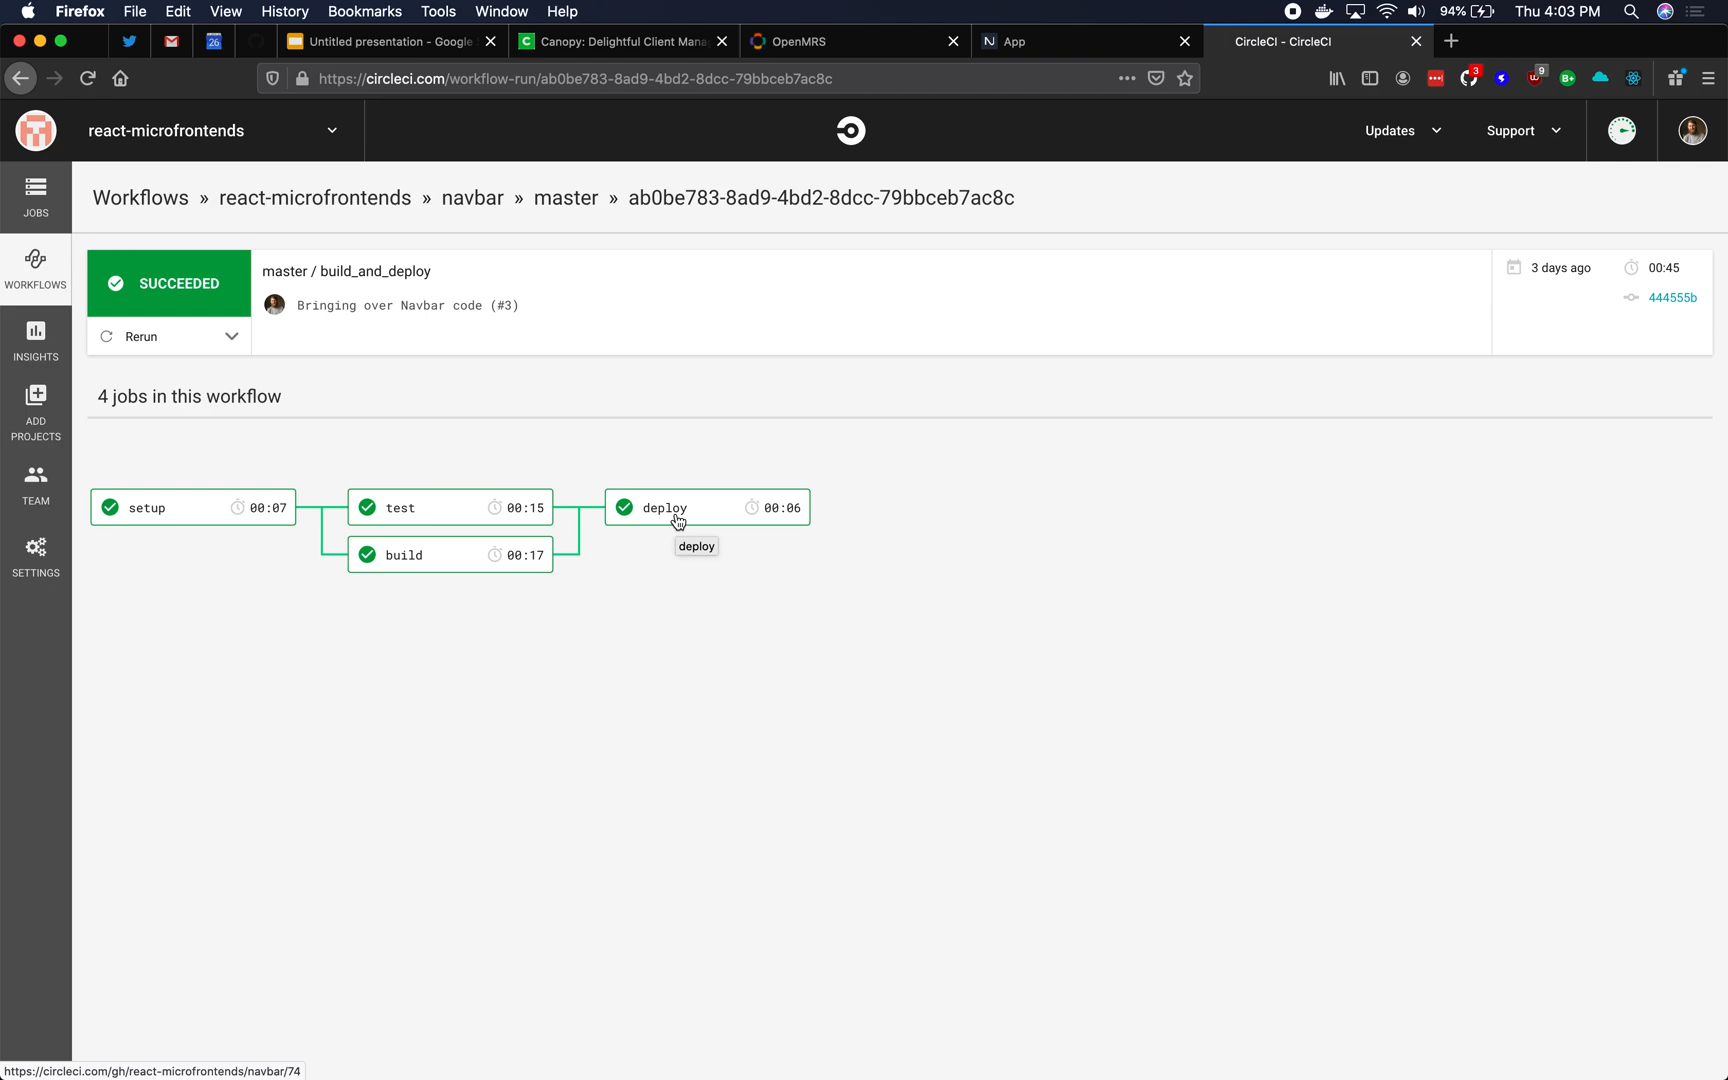 Firefox File Edit View History Bookmarks Tools Window Help 94% Thu 4:03 PM
26 Untitled presentation - Google C Canopy: Delightful Client Mana OpenMRS N App CircleCI - CircleCI
https://circleci.com/workflow-run/ab0be783-8ad9-4bd2-8dcc-79bbceb7ac8c 3 9 B+
react-microfrontends Updates Support
JOBS
WORKFLOWS
INSIGHTS
ADD
PROJECTS
TEAM
SETTINGS
Workflows » react-microfrontends » navbar » master » ab0be783-8ad9-4bd2-8dcc-79bbceb7ac8c
SUCCEEDED
Rerun
master / build_and_deploy
Bringing over Navbar code (#3)
3 days ago 00:45
444555b
4 jobs in this workflow
setup 00:07
test 00:15
build 00:17
deploy 00:06
deploy
https://circleci.com/gh/react-microfrontends/navbar/74